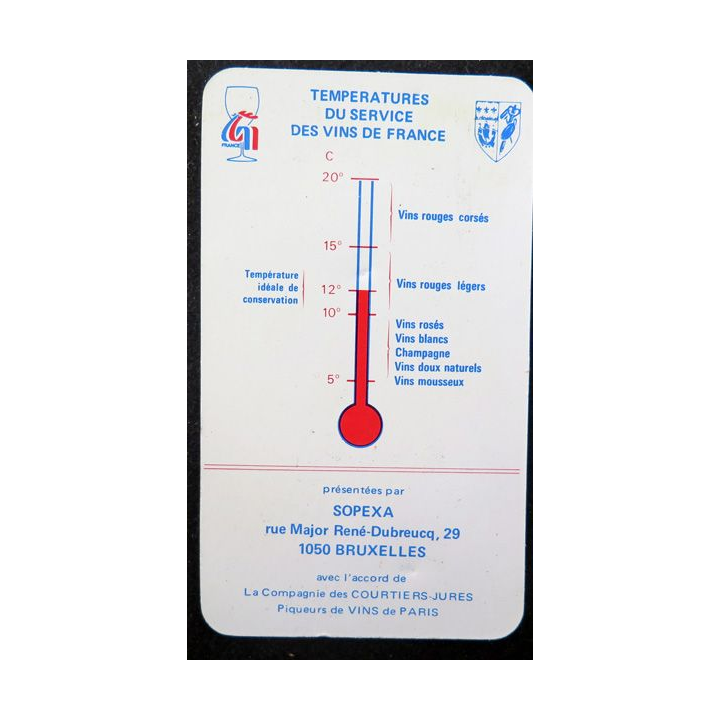 TEMPERATURES
DU SERVICE
DES VINS DE FRANCE
FRANCE
C
20°
Vins rouges corsés
15°
Température
idéale de
conservation
12°
Vins rouges légers
10°
Vins rosés
Vins blancs
Champagne
Vins doux naturels
5°
Vins mousseux
présentées par
SOPEXA
rue Major René-Dubreucq, 29
1050 BRUXELLES
avec l'accord de
La Compagnie des COURTIERS-JURES
Piqueurs de VINS de PARIS